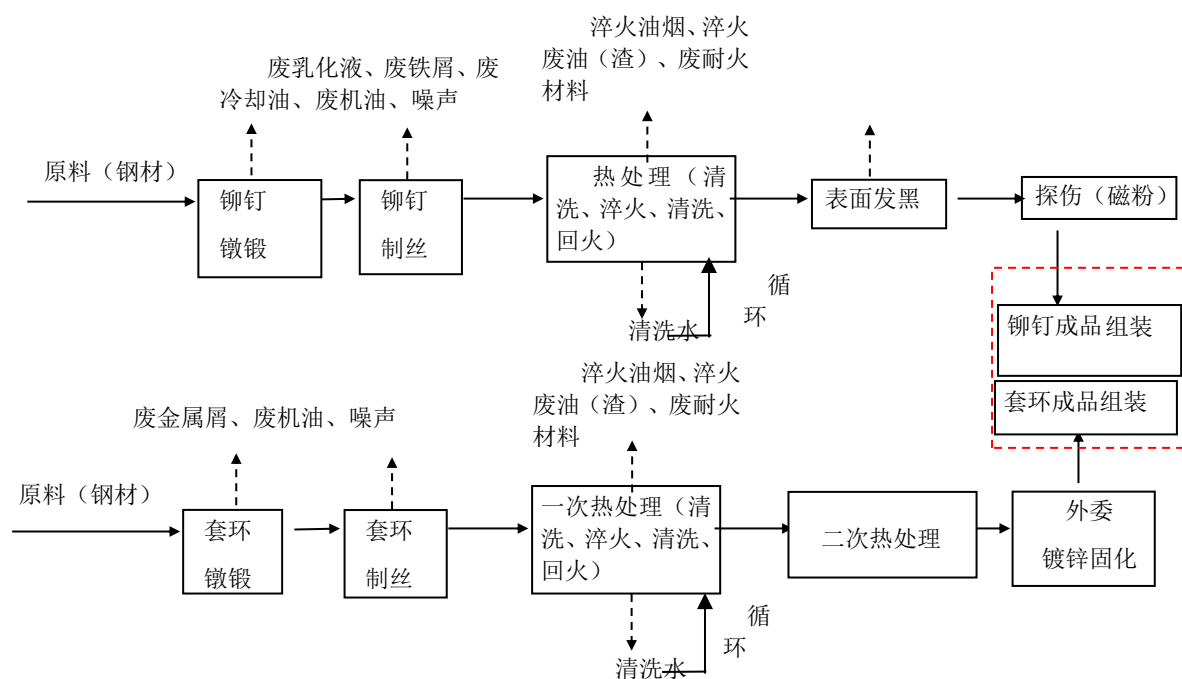 淬火油烟、淬火
废油（渣）、废耐火
材料
废乳化液、废铁屑、废
冷却油、废机油、噪声
原料（钢材）
铆钉
镦锻
铆钉
制丝
热处理（清
洗、淬火、清洗、
回火）
表面发黑
探伤（磁粉）
循
环
清洗水
铆钉成品组装
套环成品组装
淬火油烟、淬火
废油（渣）、废耐火
材料
废金属屑、废机油、噪声
原料（钢材）
套环
镦锻
套环
制丝
一次热处理（清
洗、淬火、清洗、
回火）
二次热处理
外委
镀锌固化
循
环
清洗水